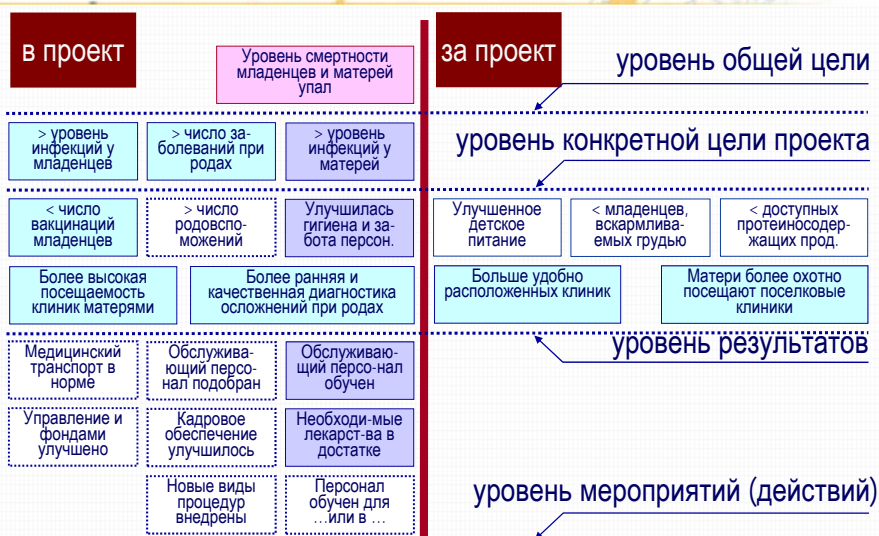 в проект
Уровень смертности
младенцев и матерей
упал
за проект
уровень общей цели
> уровень
инфекций у
младенцев
> число за-
болеваний при
родах
> уровень
инфекций у
матерей
уровень конкретной цели проекта
< число
вакцинаций
младенцев
> число
родовспо-
можений
Улучшилась
гигиена и за-
бота персон.
Улучшенное
детское
питание
< младенцев,
вскармлива-
емых грудью
< доступных
протеиносодер-
жащих прод.
Более высокая
посещаемость
клиник матерями
Более ранняя и
качественная диагностика
осложнений при родах
Больше удобно
расположенных клиник
Матери более охотно
посещают поселковые
клиники
уровень результатов
Медицинский
транспорт в
норме
Обслужива-
ющий персо-
нал подобран
Обслуживаю-
щий персо-нал
обучен
Управление и
фондами
улучшено
Кадровое
обеспечение
улучшилось
Необходи-мые
лекарст-ва в
достатке
Новые виды
процедур
внедрены
Персонал
обучен для
…или в …
уровень мероприятий (действий)